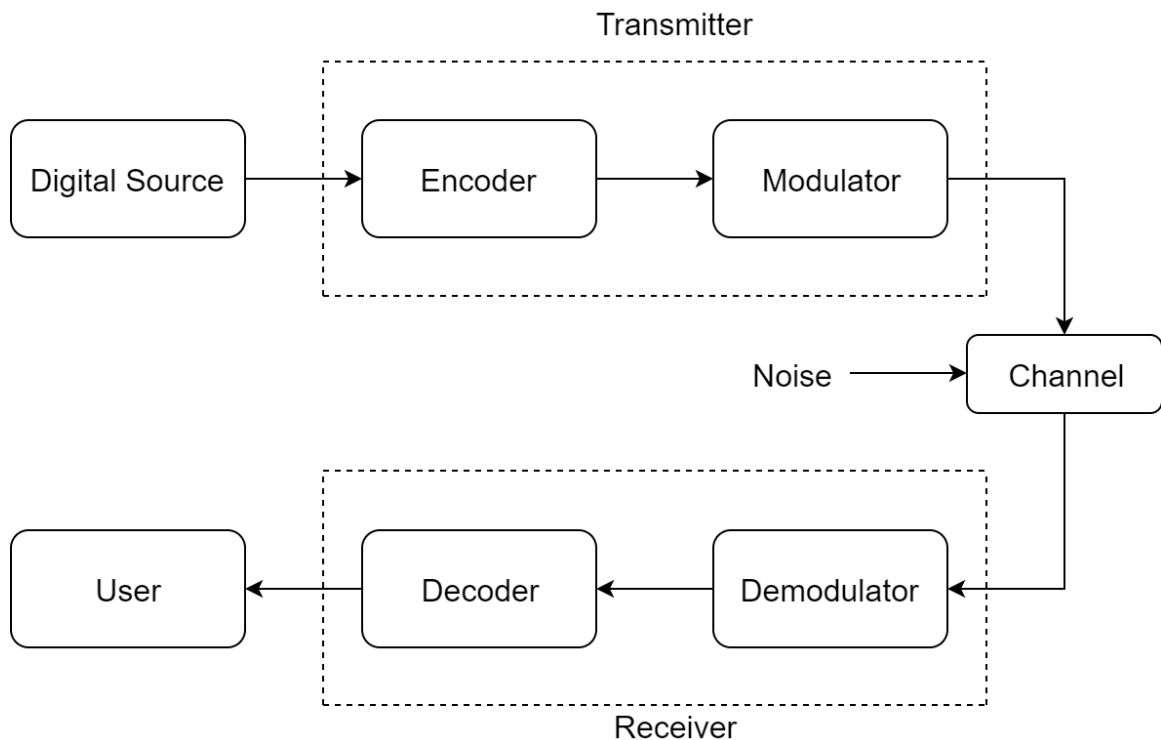 Transmitter
Digital Source
Encoder
Modulator
Noise
Channel
User
Decoder
Demodulator
Receiver